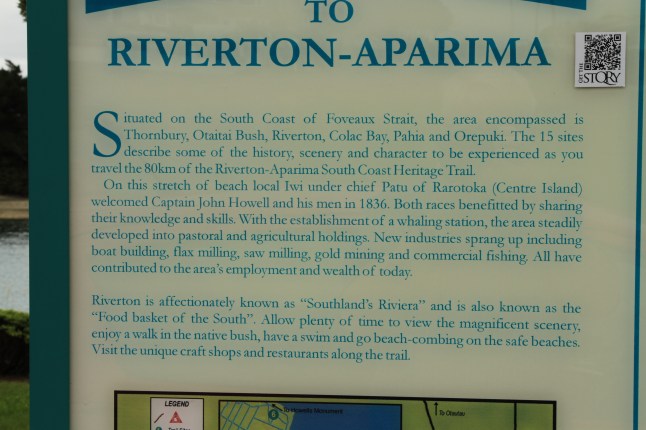 TO
RIVERTON-APARIMA
STORY
Situated on the South Coast of Foveaux Strait, the area encompassed is
Thornbury, Otaitai Bush, Riverton, Colac Bay, Pahia and Orepuki. The 15 sites
describe some of the history, scenery and character to be experienced as you
travel the 80km of the Riverton-Aparima South Coast Heritage Trail.
On this stretch of beach local Iwi under chief Patu of Rarotoka (Centre Island)
welcomed Captain John Howell and his men in 1836. Both races benefitted by sharing
their knowledge and skills. With the establishment of a whaling station, the area steadily
developed into pastoral and agricultural holdings. New industries sprang up including
boat building, flax milling, saw milling, gold mining and commercial fishing. All have
contributed to the area's employment and wealth of today.
Riverton is affectionately known as "Southland's Riviera" and is also known as the
"Food basket of the South". Allow plenty of time to view the magnificent scenery,
enjoy a walk in the native bush, have a swim and go beach-combing on the safe beaches.
Visit the unique craft shops and restaurants along the trail.
LEGEND
To Howells Monument
To Otautau